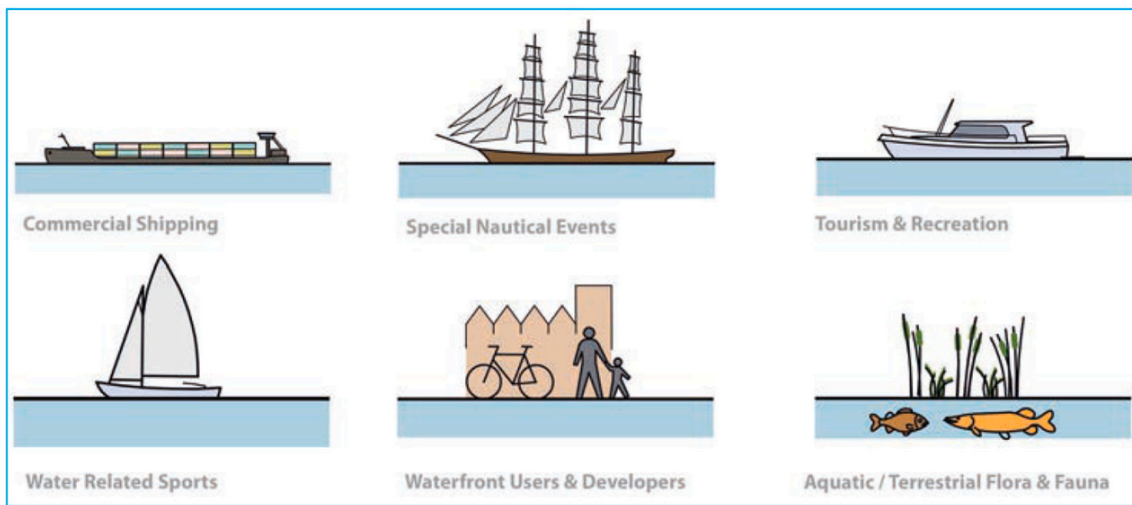 Commercial Shipping
Special Nautical Events
Tourism & Recreation
Water Related Sports
Waterfront Users & Developers
Aquatic / Terrestrial Flora & Fauna